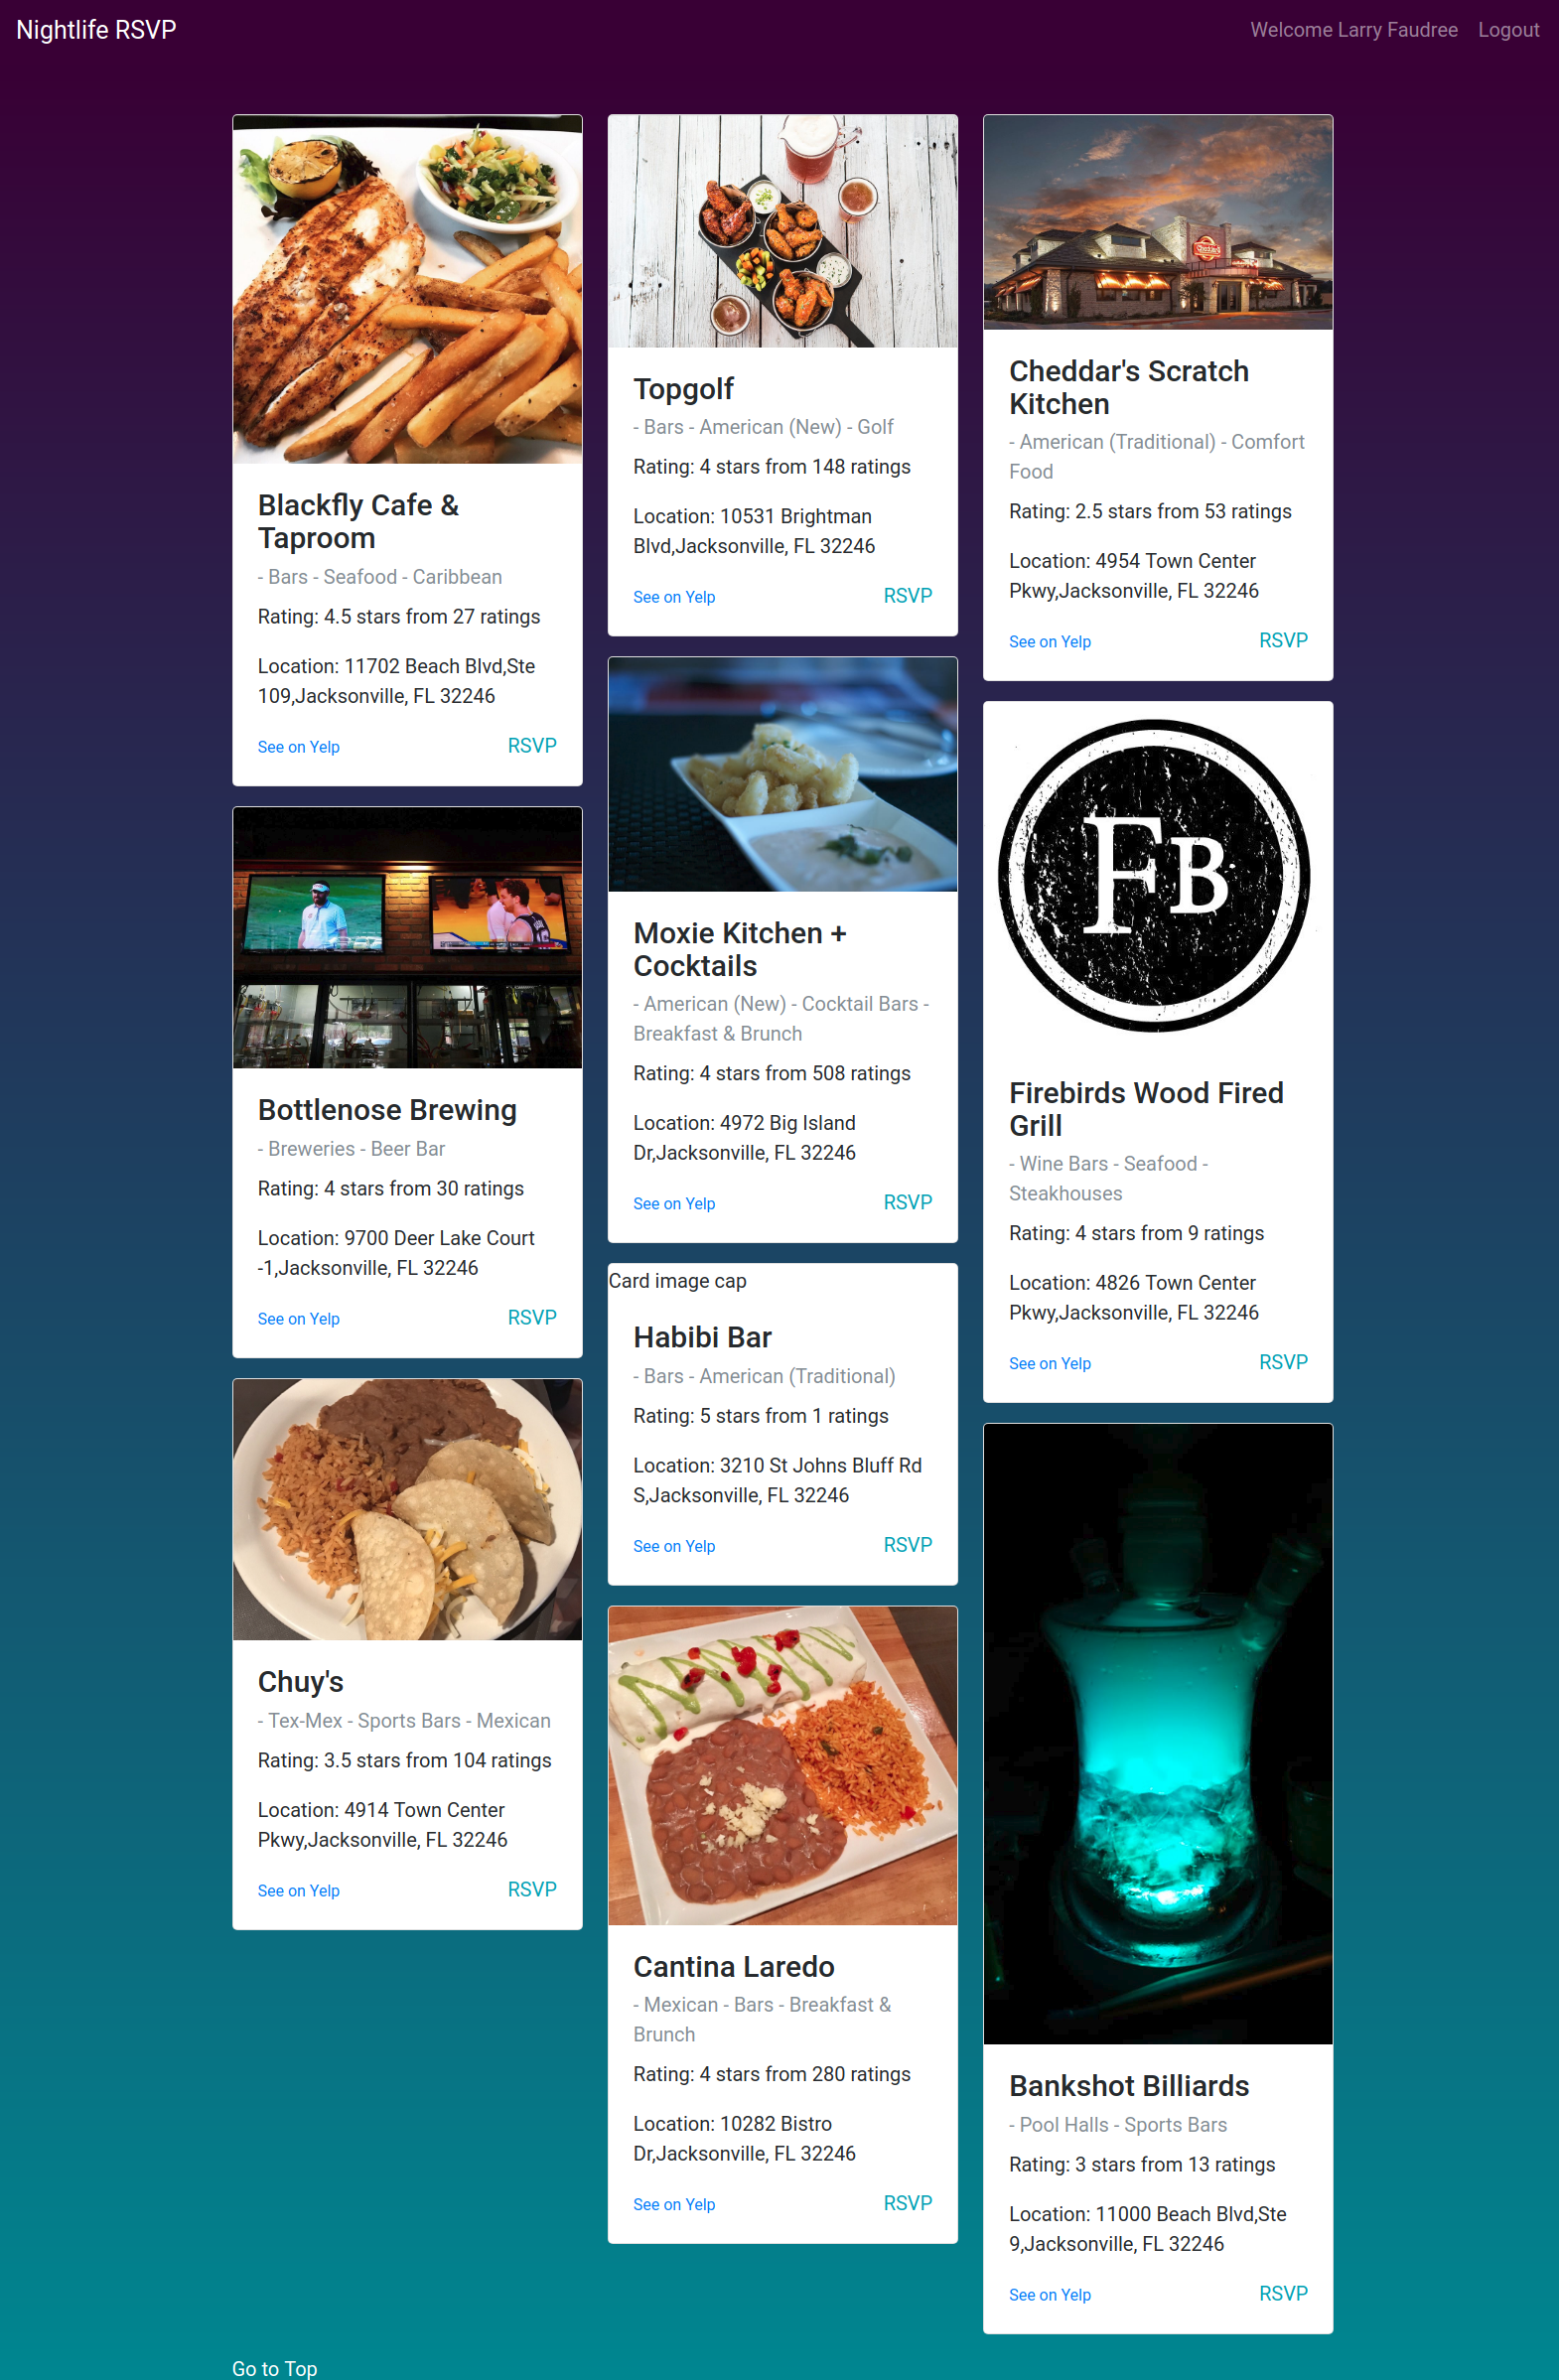 Nightlife RSVP
Welcome Larry Faudree
Logout
Blackfly Cafe &
Taproom
- Bars - Seafood - Caribbean
Rating: 4.5 stars from 27 ratings
Location: 11702 Beach Blvd,Ste
109,Jacksonville, FL 32246
See on Yelp
RSVP
Bottlenose Brewing
- Breweries - Beer Bar
Rating: 4 stars from 30 ratings
Location: 9700 Deer Lake Court
-1,Jacksonville, FL 32246
See on Yelp
RSVP
Chuy's
- Tex-Mex - Sports Bars - Mexican
Rating: 3.5 stars from 104 ratings
Location: 4914 Town Center
Pkwy,Jacksonville, FL 32246
See on Yelp
RSVP
Topgolf
- Bars - American (New) - Golf
Rating: 4 stars from 148 ratings
Location: 10531 Brightman
Blvd,Jacksonville, FL 32246
See on Yelp
RSVP
Moxie Kitchen +
Cocktails
- American (New) - Cocktail Bars -
Breakfast & Brunch
Rating: 4 stars from 508 ratings
Location: 4972 Big Island
Dr,Jacksonville, FL 32246
See on Yelp
RSVP
Card image cap
Habibi Bar
- Bars - American (Traditional)
Rating: 5 stars from 1 ratings
Location: 3210 St Johns Bluff Rd
S,Jacksonville, FL 32246
See on Yelp
RSVP
Cantina Laredo
- Mexican - Bars - Breakfast &
Brunch
Rating: 4 stars from 280 ratings
Location: 10282 Bistro
Dr,Jacksonville, FL 32246
See on Yelp
RSVP
Cheddar's
Cheddar's Scratch
Kitchen
- American (Traditional) - Comfort
Food
Rating: 2.5 stars from 53 ratings
Location: 4954 Town Center
Pkwy,Jacksonville, FL 32246
See on Yelp
RSVP
FB
Firebirds Wood Fired
Grill
- Wine Bars - Seafood -
Steakhouses
Rating: 4 stars from 9 ratings
Location: 4826 Town Center
Pkwy,Jacksonville, FL 32246
See on Yelp
RSVP
Bankshot Billiards
- Pool Halls - Sports Bars
Rating: 3 stars from 13 ratings
Location: 11000 Beach Blvd,Ste
9,Jacksonville, FL 32246
See on Yelp
RSVP
Go to Top